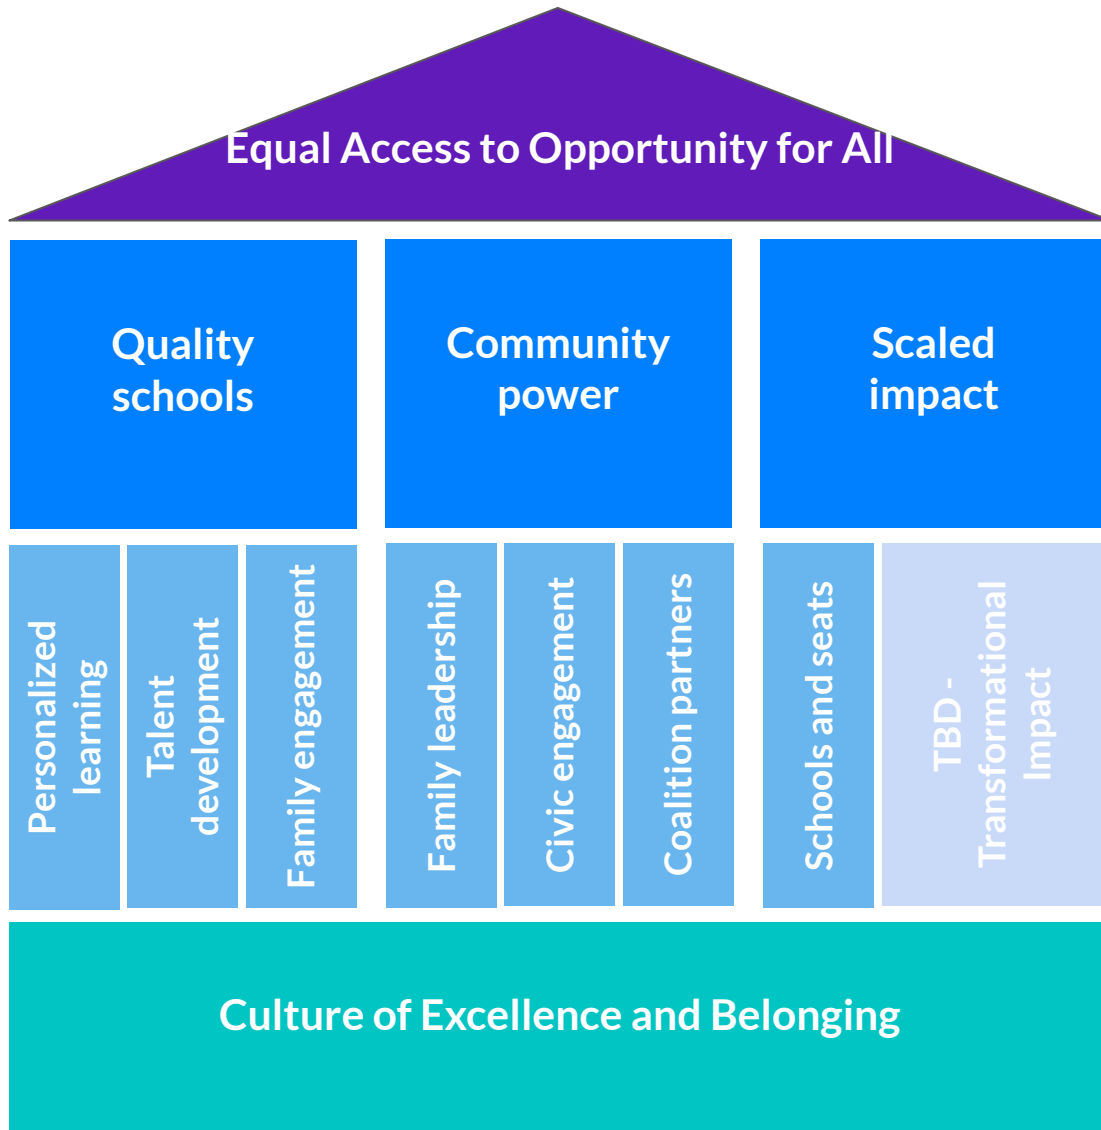 Equal Access to Opportunity for All
Quality
schools
Community
power
Scaled
impact
Personalized
learning
Talent
development
Family engagement
Family leadership
Civic engagement
Coalition partners
Schools and seats
TBD -
Transformational
Impact
Culture of Excellence and Belonging